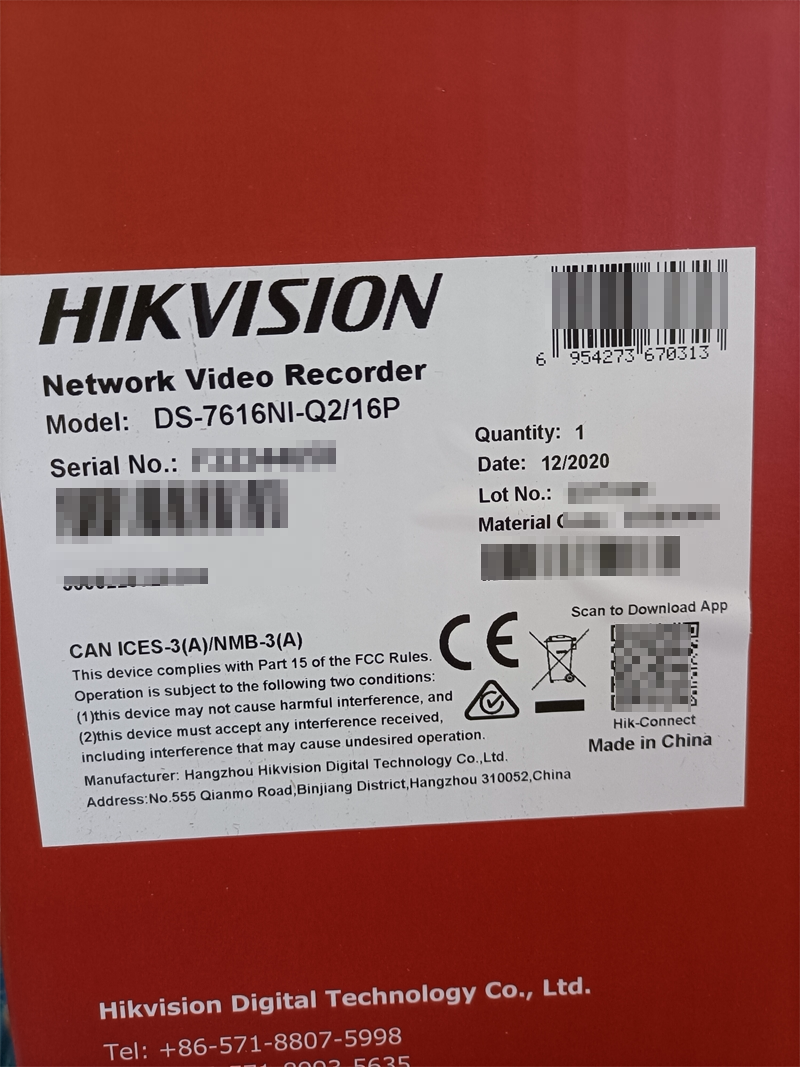 HIKVISION
6 954273 670313
Network Video Recorder
Model: DS-7616NI-Q2/16P
Serial No.:
Quantity: 1
Date: 12/2020
Lot No.:
Material
Scan to Download App
CAN ICES-3(A)/NMB-3(A)
This device complies with Part 15 of the FCC Rules.
Operation is subject to the following two conditions:
(1)this device may not cause harmful interference, and
(2)this device must accept any interference received,
including interference that may cause undesired operation.
CE
Hik-Connect
Made in China
Manufacturer: Hangzhou Hikvision Digital Technology Co.,Ltd.
Address:No.555 Qianmo Road,Binjiang District,Hangzhou 310052,China
Hikvision Digital Technology Co., Ltd.
Tel: +86-571-8807-5998